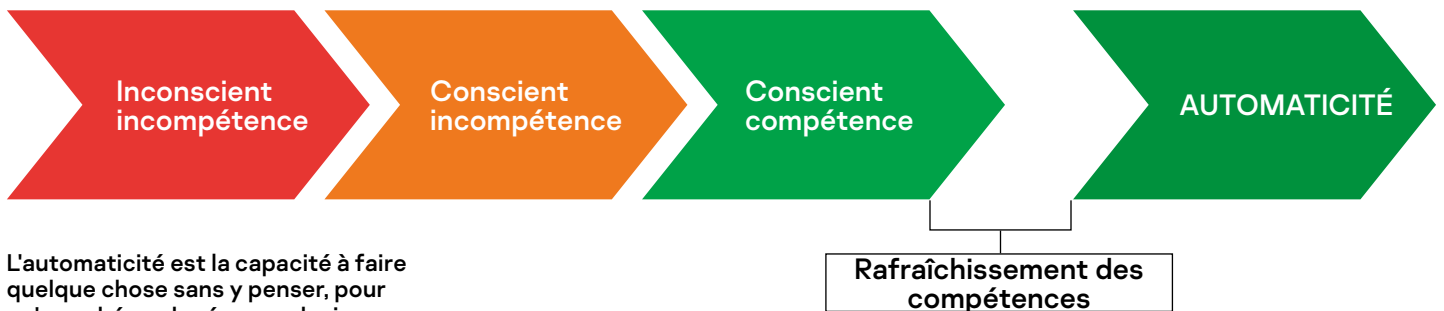 Inconscient
incompétence
Conscient
incompétence
Conscient
compétence
AUTOMATICITÉ
Rafraîchissement des
compétences
L'automaticité est la capacité à faire
quelque chose sans y penser, pour